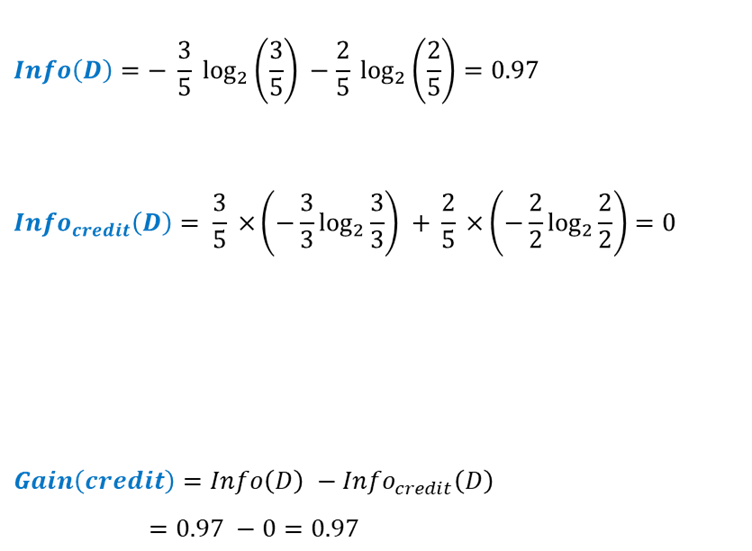 Info(D) = − 3/5 log₂ (3/5) − 2/5 log₂ (2/5) = 0.97
Info_credit(D) = 3/5 × (− 3/3 log₂ 3/3) + 2/5 × (− 2/2 log₂ 2/2) = 0
Gain(credit) = Info(D) − Info_credit(D)
= 0.97 − 0 = 0.97